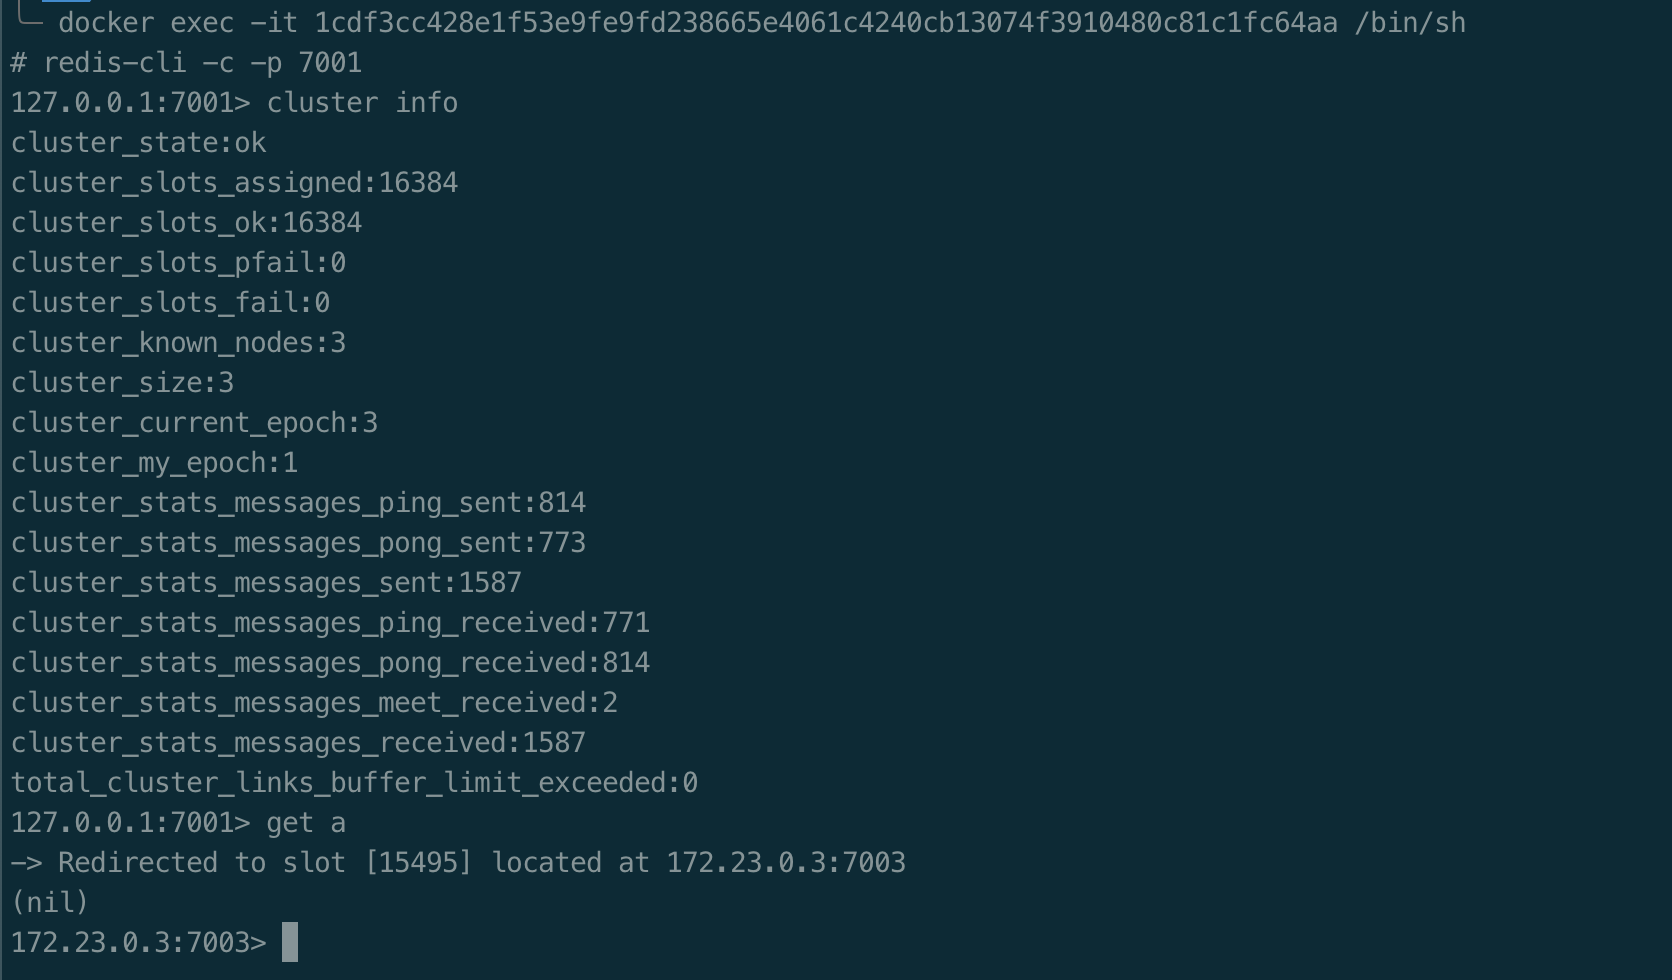 docker exec -it 1cdf3cc428e1f53e9fe9fd238665e4061c4240cb13074f3910480c81c1fc64aa /bin/sh
# redis-cli -c -p 7001
127.0.0.1:7001> cluster info
cluster_state:ok
cluster_slots_assigned:16384
cluster_slots_ok:16384
cluster_slots_pfail:0
cluster_slots_fail:0
cluster_known_nodes:3
cluster_size:3
cluster_current_epoch:3
cluster_my_epoch:1
cluster_stats_messages_ping_sent:814
cluster_stats_messages_pong_sent:773
cluster_stats_messages_sent:1587
cluster_stats_messages_ping_received:771
cluster_stats_messages_pong_received:814
cluster_stats_messages_meet_received:2
cluster_stats_messages_received:1587
total_cluster_links_buffer_limit_exceeded:0
127.0.0.1:7001> get a
-> Redirected to slot [15495] located at 172.23.0.3:7003
(nil)
172.23.0.3:7003>